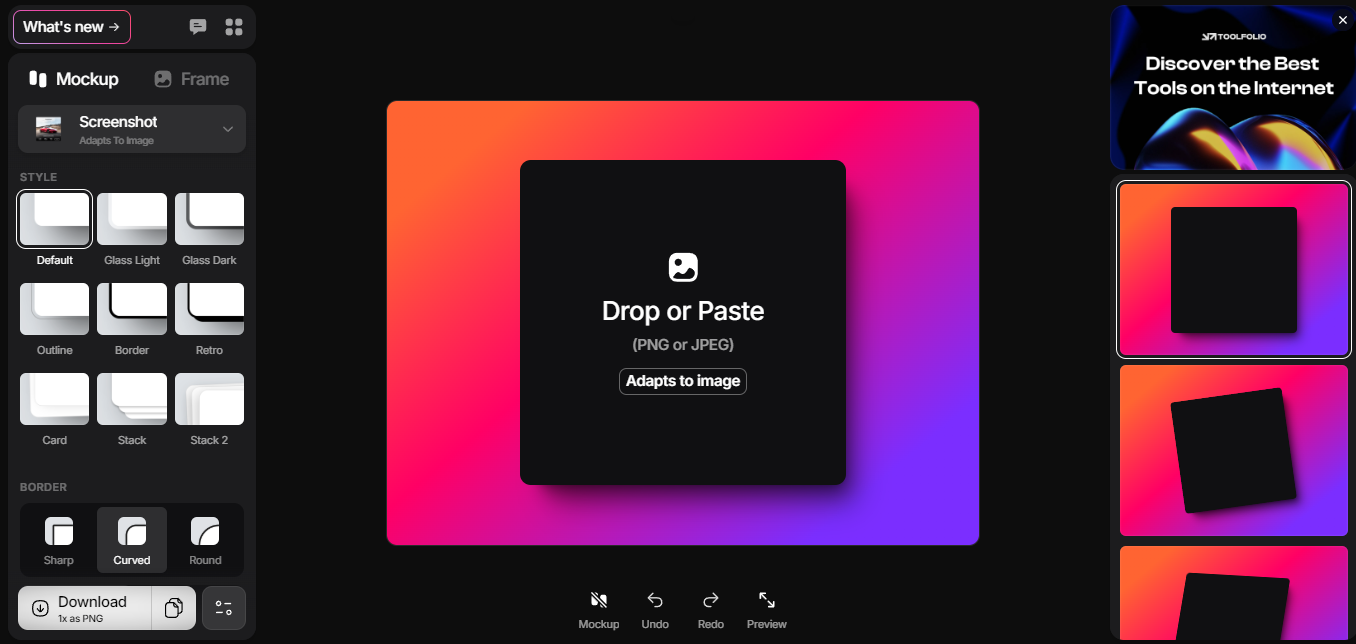 What's new →
Mockup
Frame
Screenshot
Adapts To Image
STYLE
Default
Glass Light
Glass Dark
Outline
Border
Retro
Card
Stack
Stack 2
BORDER
Sharp
Curved
Round
Download
1x as PNG
Drop or Paste
(PNG or JPEG)
Adapts to image
Mockup
Undo
Redo
Preview
TOOLFOLIO
Discover the Best
Tools on the Internet